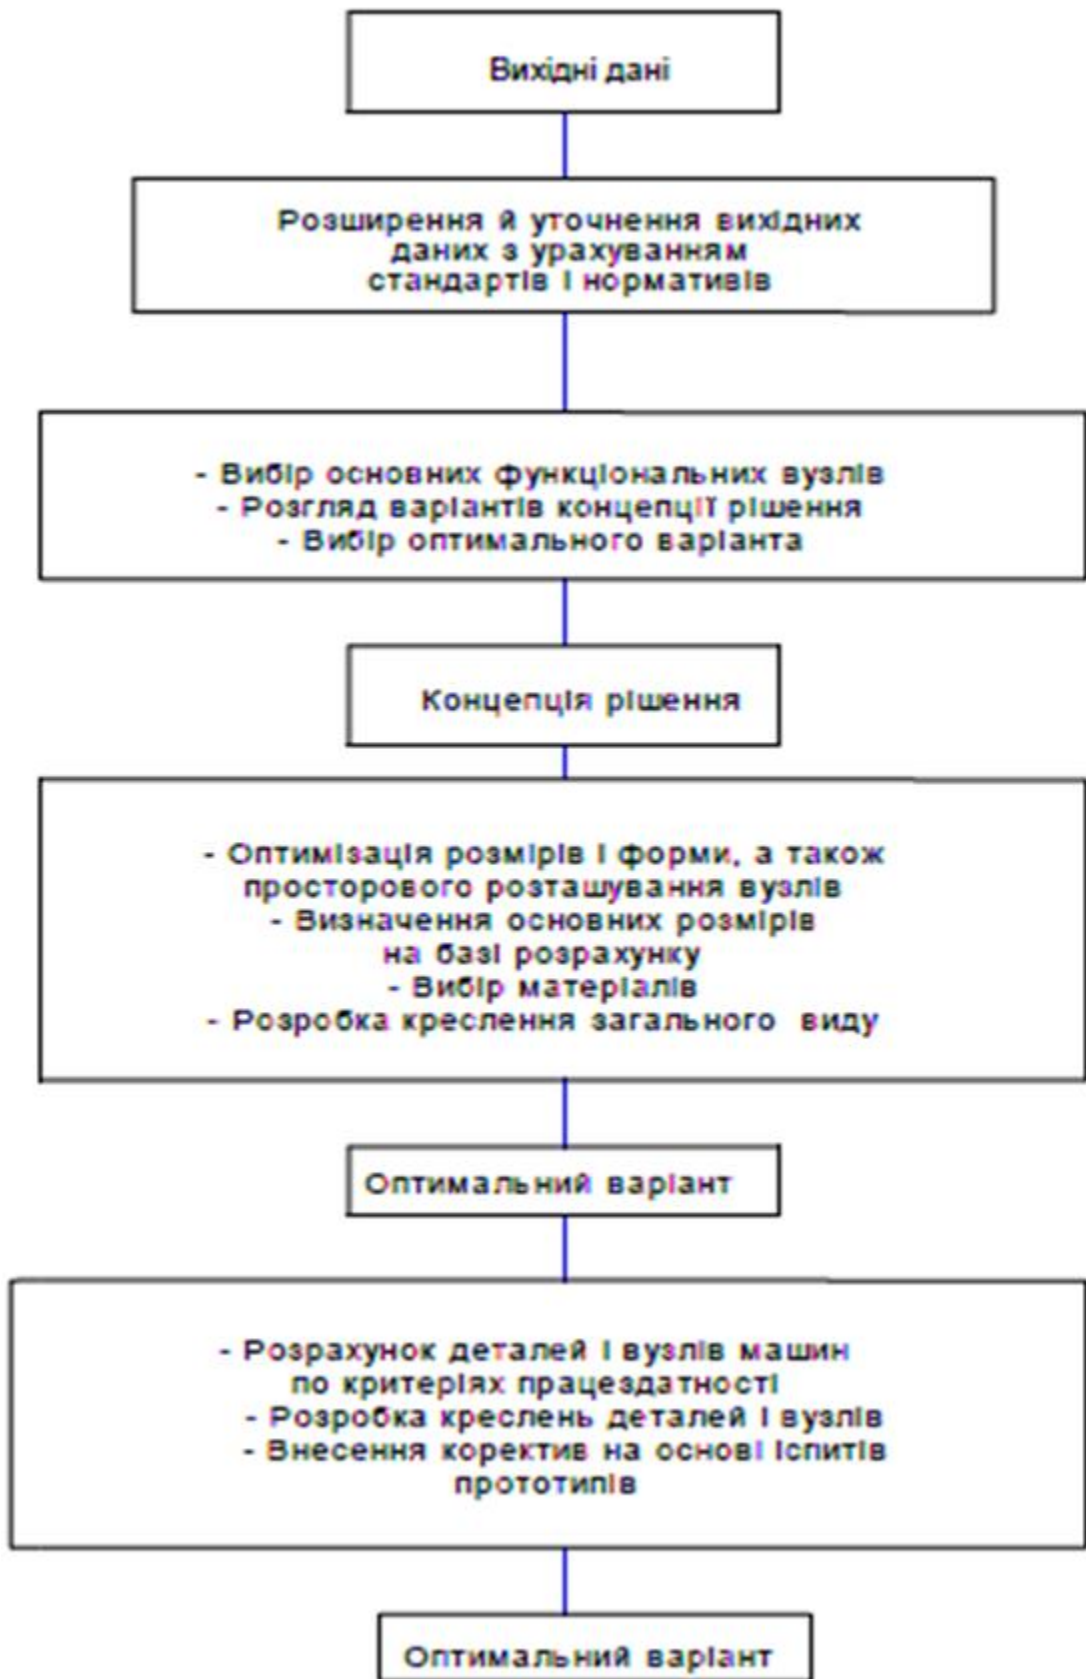 Вихідні дані
Розширення й уточнення вихідних
даних з урахуванням
стандартів і нормативів
- Вибір основних функціональних вузлів
- Розгляд варіантів концепції рішення
- Вибір оптимального варіанта
Концепція рішення
- Оптимізація розмірів і форми, а також
просторового розташування вузлів
- Визначення основних розмірів
на базі розрахунку
- Вибір матеріалів
- Розробка креслення загального виду
Оптимальний варіант
- Розрахунок деталей і вузлів машин
по критеріях працездатності
- Розробка креслень деталей і вузлів
- Внесення коректив на основі іспитів
прототипів
Оптимальний варіант